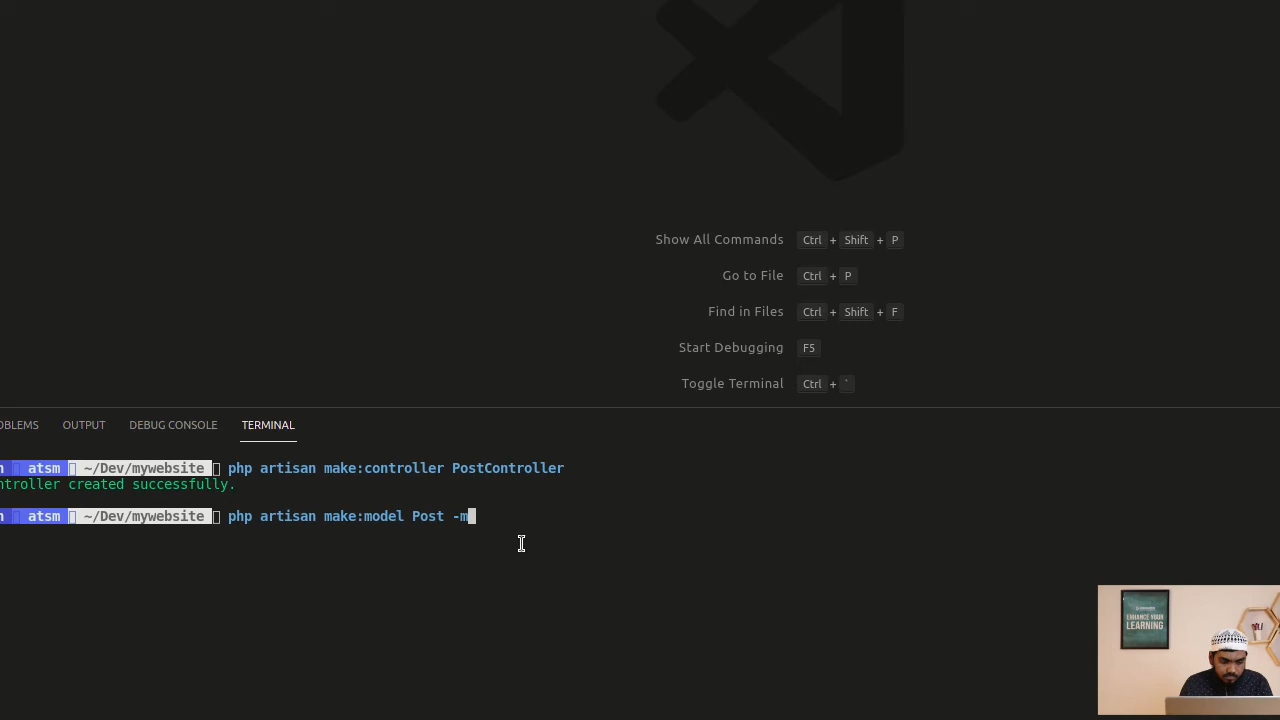 Show All Commands Ctrl + Shift + P
Go to File Ctrl + P
Find in Files Ctrl + Shift + F
Start Debugging F5
Toggle Terminal Ctrl + `
OBLEMS OUTPUT DEBUG CONSOLE TERMINAL
atsm ~/Dev/mywebsite php artisan make:controller PostController
ntroller created successfully.
atsm ~/Dev/mywebsite php artisan make:model Post -m
ENHANCE YOUR
LEARNING